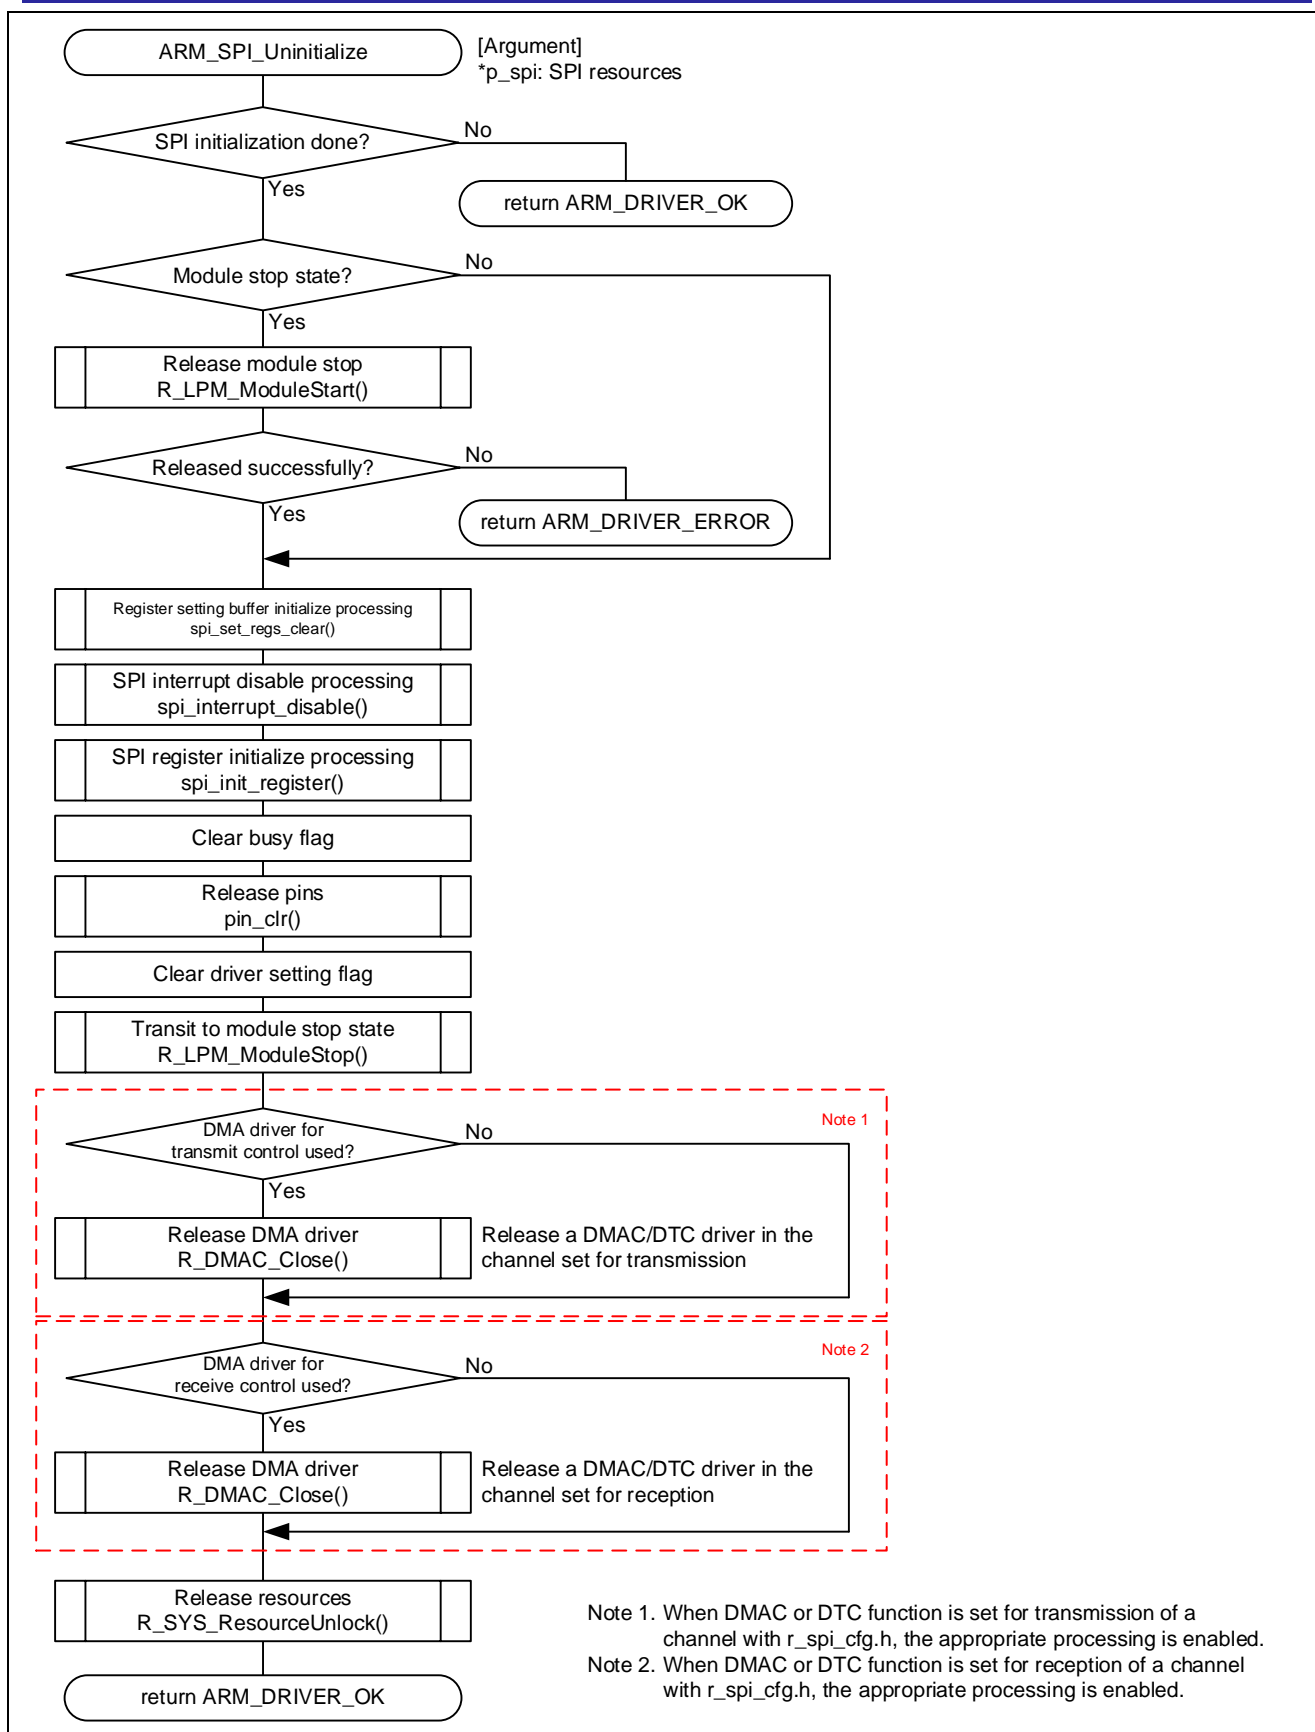 ARM_SPI_Uninitialize
[Argument]
*p_spi: SPI resources
SPI initialization done?
No
Yes
return ARM_DRIVER_OK
Module stop state?
No
Yes
Release module stop
R_LPM_ModuleStart()
Released successfully?
No
Yes
return ARM_DRIVER_ERROR
Register setting buffer initialize processing
spi_set_regs_clear()
SPI interrupt disable processing
spi_interrupt_disable()
SPI register initialize processing
spi_init_register()
Clear busy flag
Release pins
pin_clr()
Clear driver setting flag
Transit to module stop state
R_LPM_ModuleStop()
Note 1
DMA driver for
transmit control used?
No
Yes
Release DMA driver
R_DMAC_Close()
Release a DMAC/DTC driver in the
channel set for transmission
Note 2
DMA driver for
receive control used?
No
Yes
Release DMA driver
R_DMAC_Close()
Release a DMAC/DTC driver in the
channel set for reception
Release resources
R_SYS_ResourceUnlock()
return ARM_DRIVER_OK
Note 1. When DMAC or DTC function is set for transmission of a
channel with r_spi_cfg.h, the appropriate processing is enabled.
Note 2. When DMAC or DTC function is set for reception of a channel
with r_spi_cfg.h, the appropriate processing is enabled.